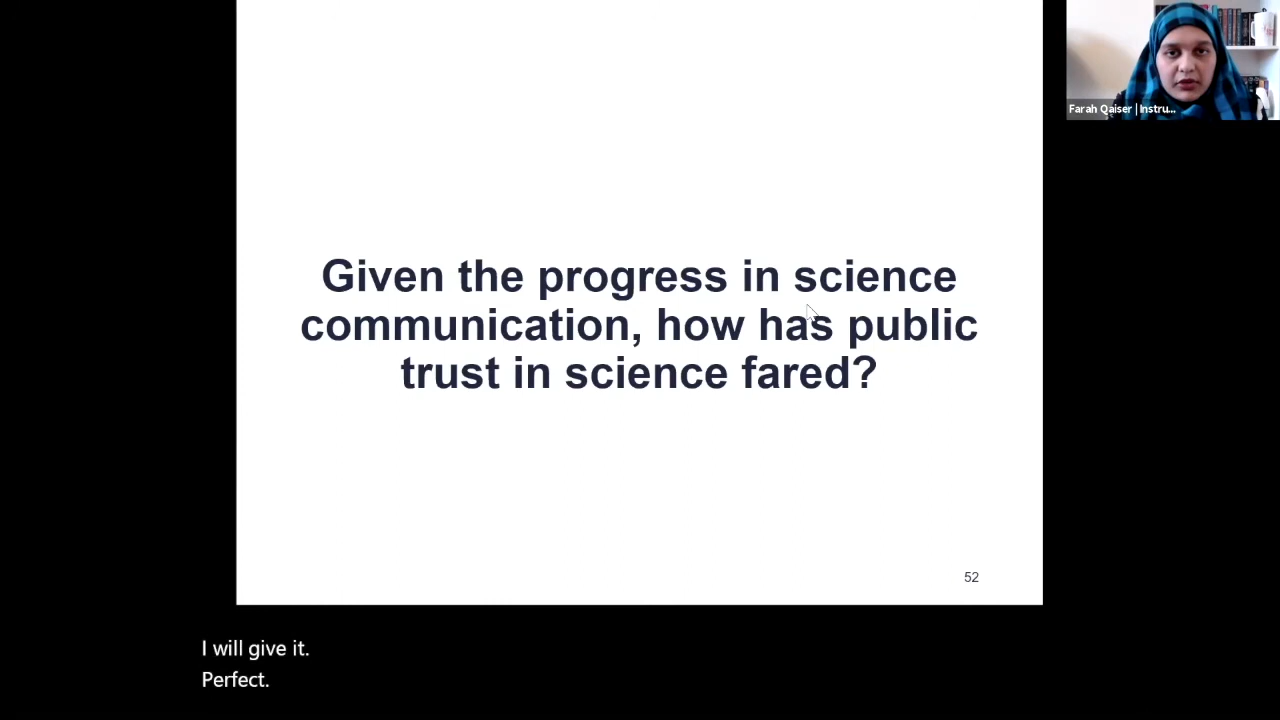 Given the progress in science
communication, how has public
trust in science fared?
52
Farah Qaiser | Instru...
I will give it.
Perfect.